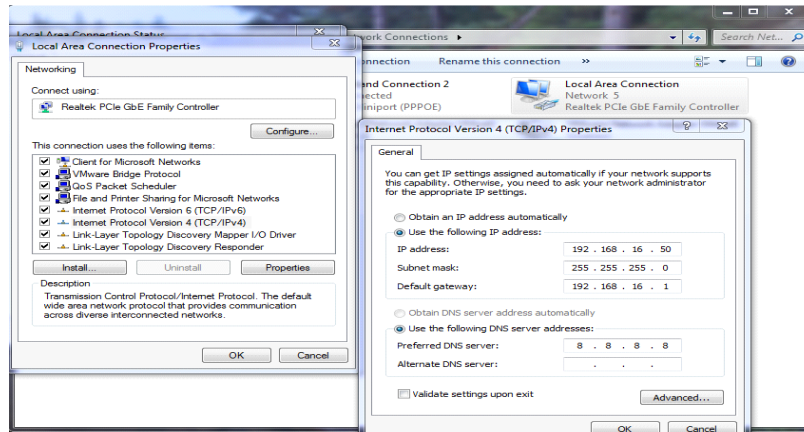 Local Area Connection Status
Local Area Connection Properties
Networking
Connect using:
Realtek PCIe GbE Family Controller
Configure...
This connection uses the following items:
Client for Microsoft Networks
VMware Bridge Protocol
QoS Packet Scheduler
File and Printer Sharing for Microsoft Networks
Internet Protocol Version 6 (TCP/IPv6)
Internet Protocol Version 4 (TCP/IPv4)
Link-Layer Topology Discovery Mapper I/O Driver
Link-Layer Topology Discovery Responder
Install... Uninstall Properties
Description
Transmission Control Protocol/Internet Protocol. The default
wide area network protocol that provides communication
across diverse interconnected networks.
OK Cancel
work Connections
Search Net...
onnection Rename this connection »
and Connection 2
ected
iniport (PPPOE)
Local Area Connection
Network 5
Realtek PCIe GbE Family Controller
Internet Protocol Version 4 (TCP/IPv4) Properties
General
You can get IP settings assigned automatically if your network supports
this capability. Otherwise, you need to ask your network administrator
for the appropriate IP settings.
Obtain an IP address automatically
Use the following IP address:
IP address: 192 . 168 . 16 . 50
Subnet mask: 255 . 255 . 255 . 0
Default gateway: 192 . 168 . 16 . 1
Obtain DNS server address automatically
Use the following DNS server addresses:
Preferred DNS server: 8 . 8 . 8 . 8
Alternate DNS server: . . .
Validate settings upon exit
Advanced...
OK Cancel